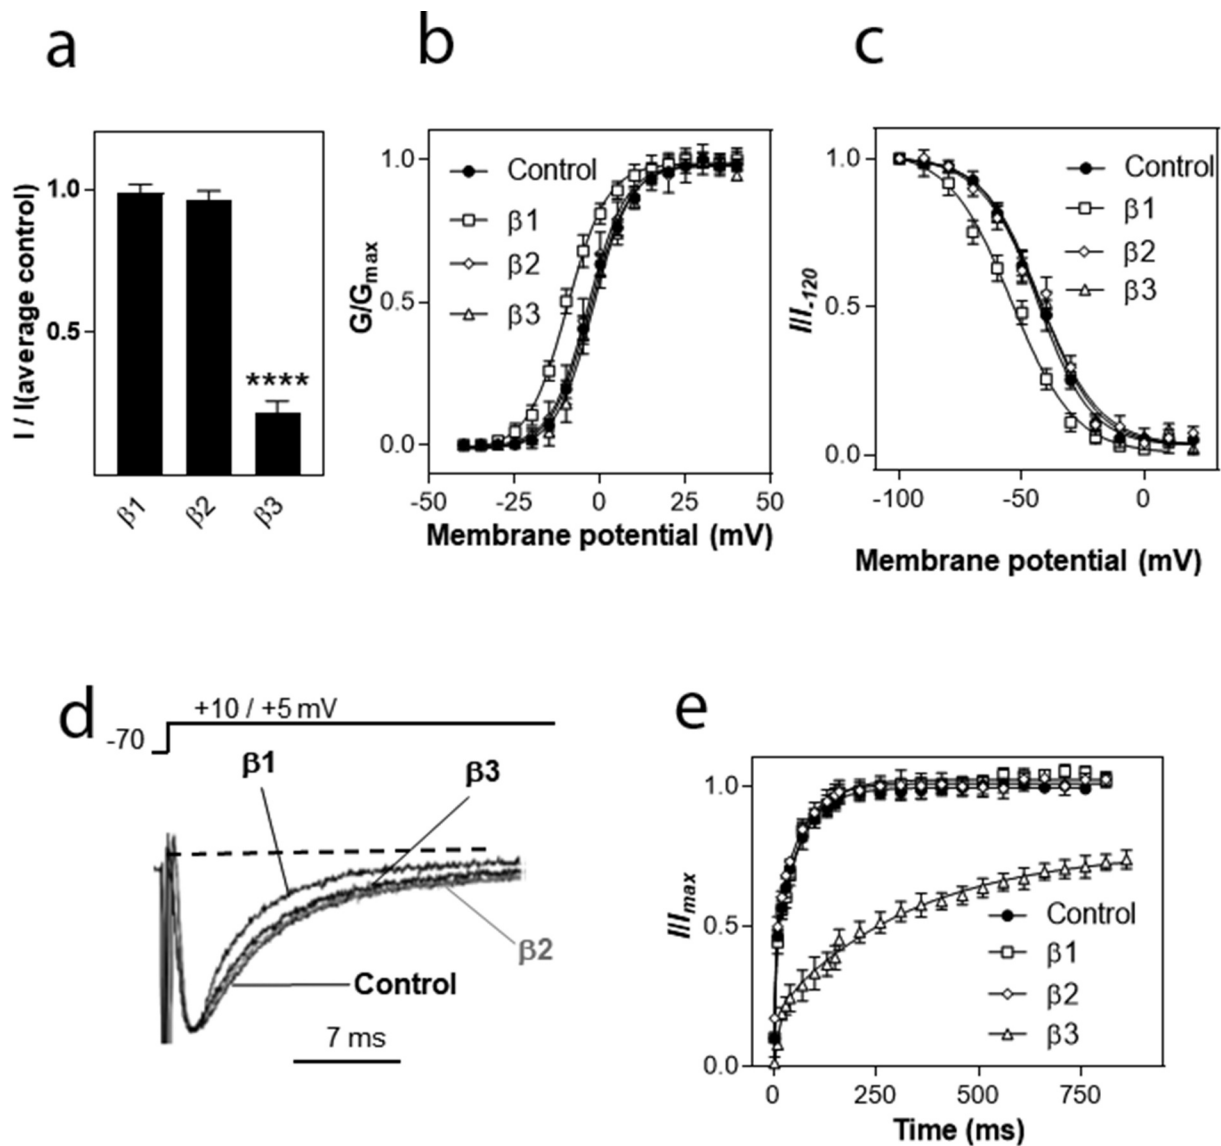 a
I / I(average control)
1.0
0.5
****
β1
β2
β3
b
G/Gmax
1.0
0.5
0.0
Control
β1
β2
β3
-50
-25
0
25
50
Membrane potential (mV)
c
I/I-120
1.0
0.5
0.0
Control
β1
β2
β3
-100
-50
0
Membrane potential (mV)
d
+10 / +5 mV
-70
β1
β3
β2
Control
7 ms
e
I/Imax
1.0
0.5
0.0
Control
β1
β2
β3
0
250
500
750
Time (ms)